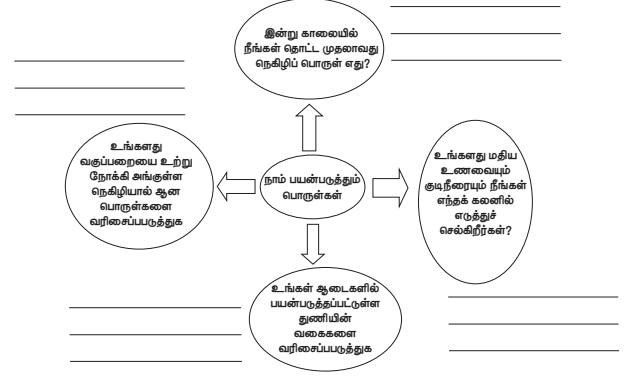 இன்று காலையில்
நீங்கள் தொட்ட முதலாவது
நெகிழிப் பொருள் எது?
உங்களது
வகுப்பறையை உற்று
நோக்கி அங்குள்ள
நெகிழியால் ஆன
பொருள்களை
வரிசைப்படுத்துக
நாம் பயன்படுத்தும்
பொருள்கள்
உங்களது மதிய
உணவையும்
குடிநீரையும் நீங்கள்
எந்தக் கலனில்
எடுத்துச்
செல்கிறீர்கள்?
உங்கள் ஆடைகளில்
பயன்படுத்தப்பட்டுள்ள
துணியின்
வகைகளை
வரிசைப்படுத்துக